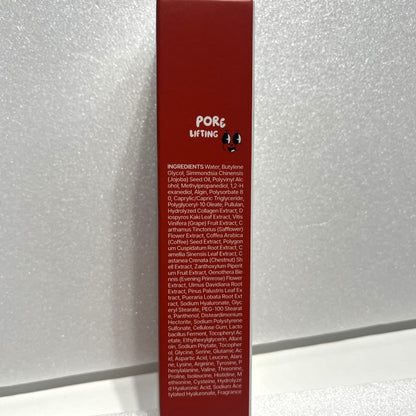 PORE
LIFTING
INGREDIENTS Water, Butylene
Glycol, Simmondsia Chinensis
(Jojoba) Seed Oil, Polyvinyl Alc
ohol, Methylpropanediol, 1,2-H
exanediol, Algin, Polysorbate 8
0, Caprylic/Capric Triglyceride,
Polyglyceryl-10 Oleate, Pullulan,
Hydrolyzed Collagen Extract, D
iospyros Kaki Leaf Extract, Vitis
Vinifera (Grape) Fruit Extract, C
arthamus Tinctorius (Safflower)
Flower Extract, Coffea Arabica
(Coffee) Seed Extract, Polygon
um Cuspidatum Root Extract, C
amellia Sinensis Leaf Extract, C
astanea Crenata (Chestnut) Sh
ell Extract, Zanthoxylum Piperit
um Fruit Extract, Oenothera Bie
nnis (Evening Primrose) Flower
Extract, Ulmus Davidiana Root
Extract, Pinus Palustris Leaf Ex
tract, Pueraria Lobata Root Ext
ract, Sodium Hyaluronate, Glyc
eryl Stearate, PEG-100 Stearat
e, Panthenol, Disteardimonium
Hectorite, Sodium Polystyrene
Sulfonate, Cellulose Gum, Lacto
bacillus Ferment, Tocopheryl Ac
etate, Ethylhexylglycerin, Allant
oin, Sodium Phytate, Tocopher
ol, Glycine, Serine, Glutamic Ac
id, Aspartic Acid, Leucine, Alani
ne, Lysine, Arginine, Tyrosine, P
henylalanine, Valine, Threonine,
Proline, Isoleucine, Histidine, M
ethionine, Cysteine, Hydrolyze
d Hyaluronic Acid, Sodium Ace
tylated Hyaluronate, Fragrance